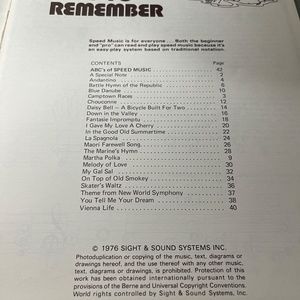 REMEMBER
Speed Music is for everyone . . . Both the beginner
and "pro" can read and play speed music because it's
an easy play system based on traditional notation.
CONTENTS Page
ABC's of SPEED MUSIC 42
A Special Note 2
Andantino 4
Battle Hymn of the Republic 5
Blue Danube 10
Camptown Races 3
Chouconne 12
Daisy Bell – A Bicycle Built For Two 14
Down in the Valley 16
Fantasie Impromptu 18
I Gave My Love A Cherry 20
In the Good Old Summertime 22
La Spagnola 24
Maori Farewell Song 26
The Marine's Hymn 28
Martha Polka 9
Melody of Love 30
My Gal Sal 32
On Top of Old Smokey 34
Skater's Waltz 36
Theme from New World Symphony 37
You Tell Me Your Dream 38
Vienna Life 40
© 1976 SIGHT & SOUND SYSTEMS INC.
Photoduplication or copying of the music, text, diagrams or
drawings hereof, and the use thereof with any other music,
text, diagrams or drawings, is prohibited. Protection of this
work has been obtained internationally pursuant to the
provisions of the Berne and Universal Copyright Conventions.
World rights controlled by Sight & Sound Systems Inc.